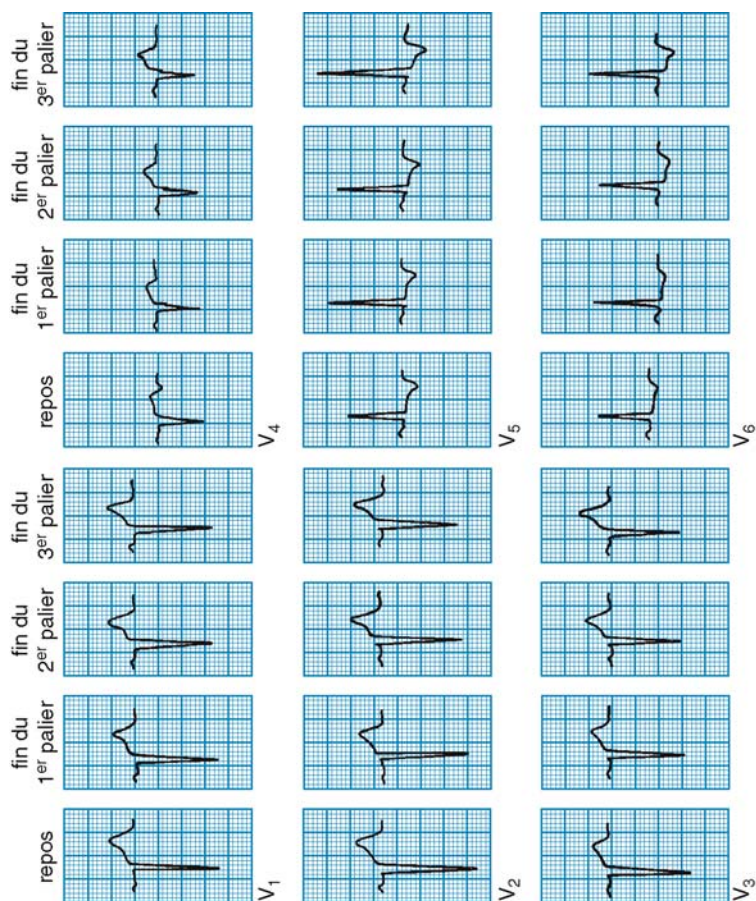 repos
fin du
1er palier
fin du
2er palier
fin du
3er palier
repos
fin du
1er palier
fin du
2er palier
fin du
3er palier
V1
V4
V2
V5
V3
V6